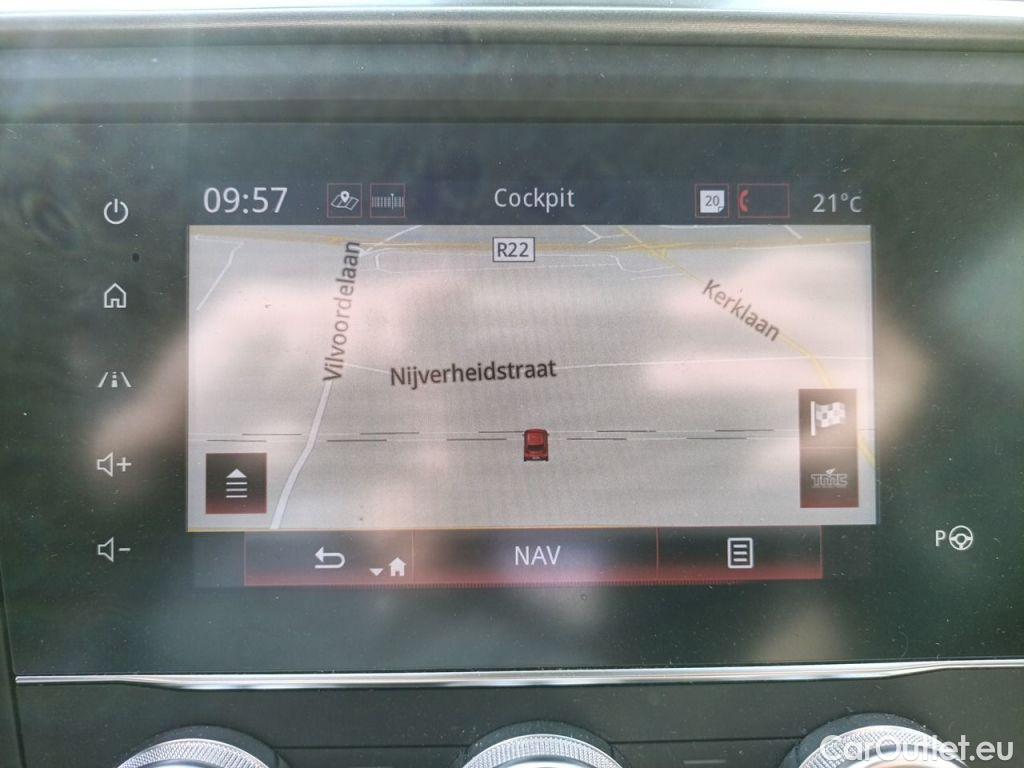 09:57 Cockpit 20 21°C
R22
Vilvoordelaan
Kerklaan
Nijverheidstraat
TMC
NAV
P
CarOutlet.eu